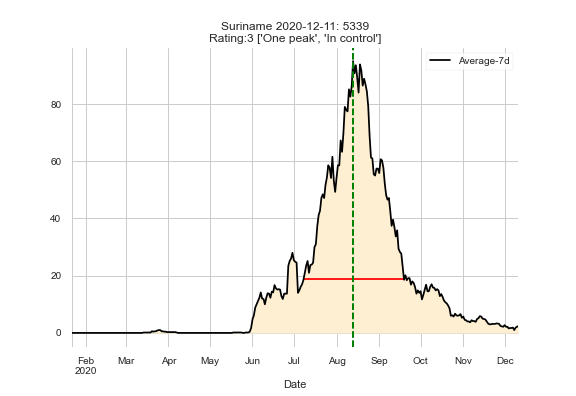 Suriname 2020-12-11: 5339
Rating:3 ['One peak', 'In control']
Average-7d
80
60
40
20
0
Feb Mar Apr May Jun Jul Aug Sep Oct Nov Dec
2020
Date